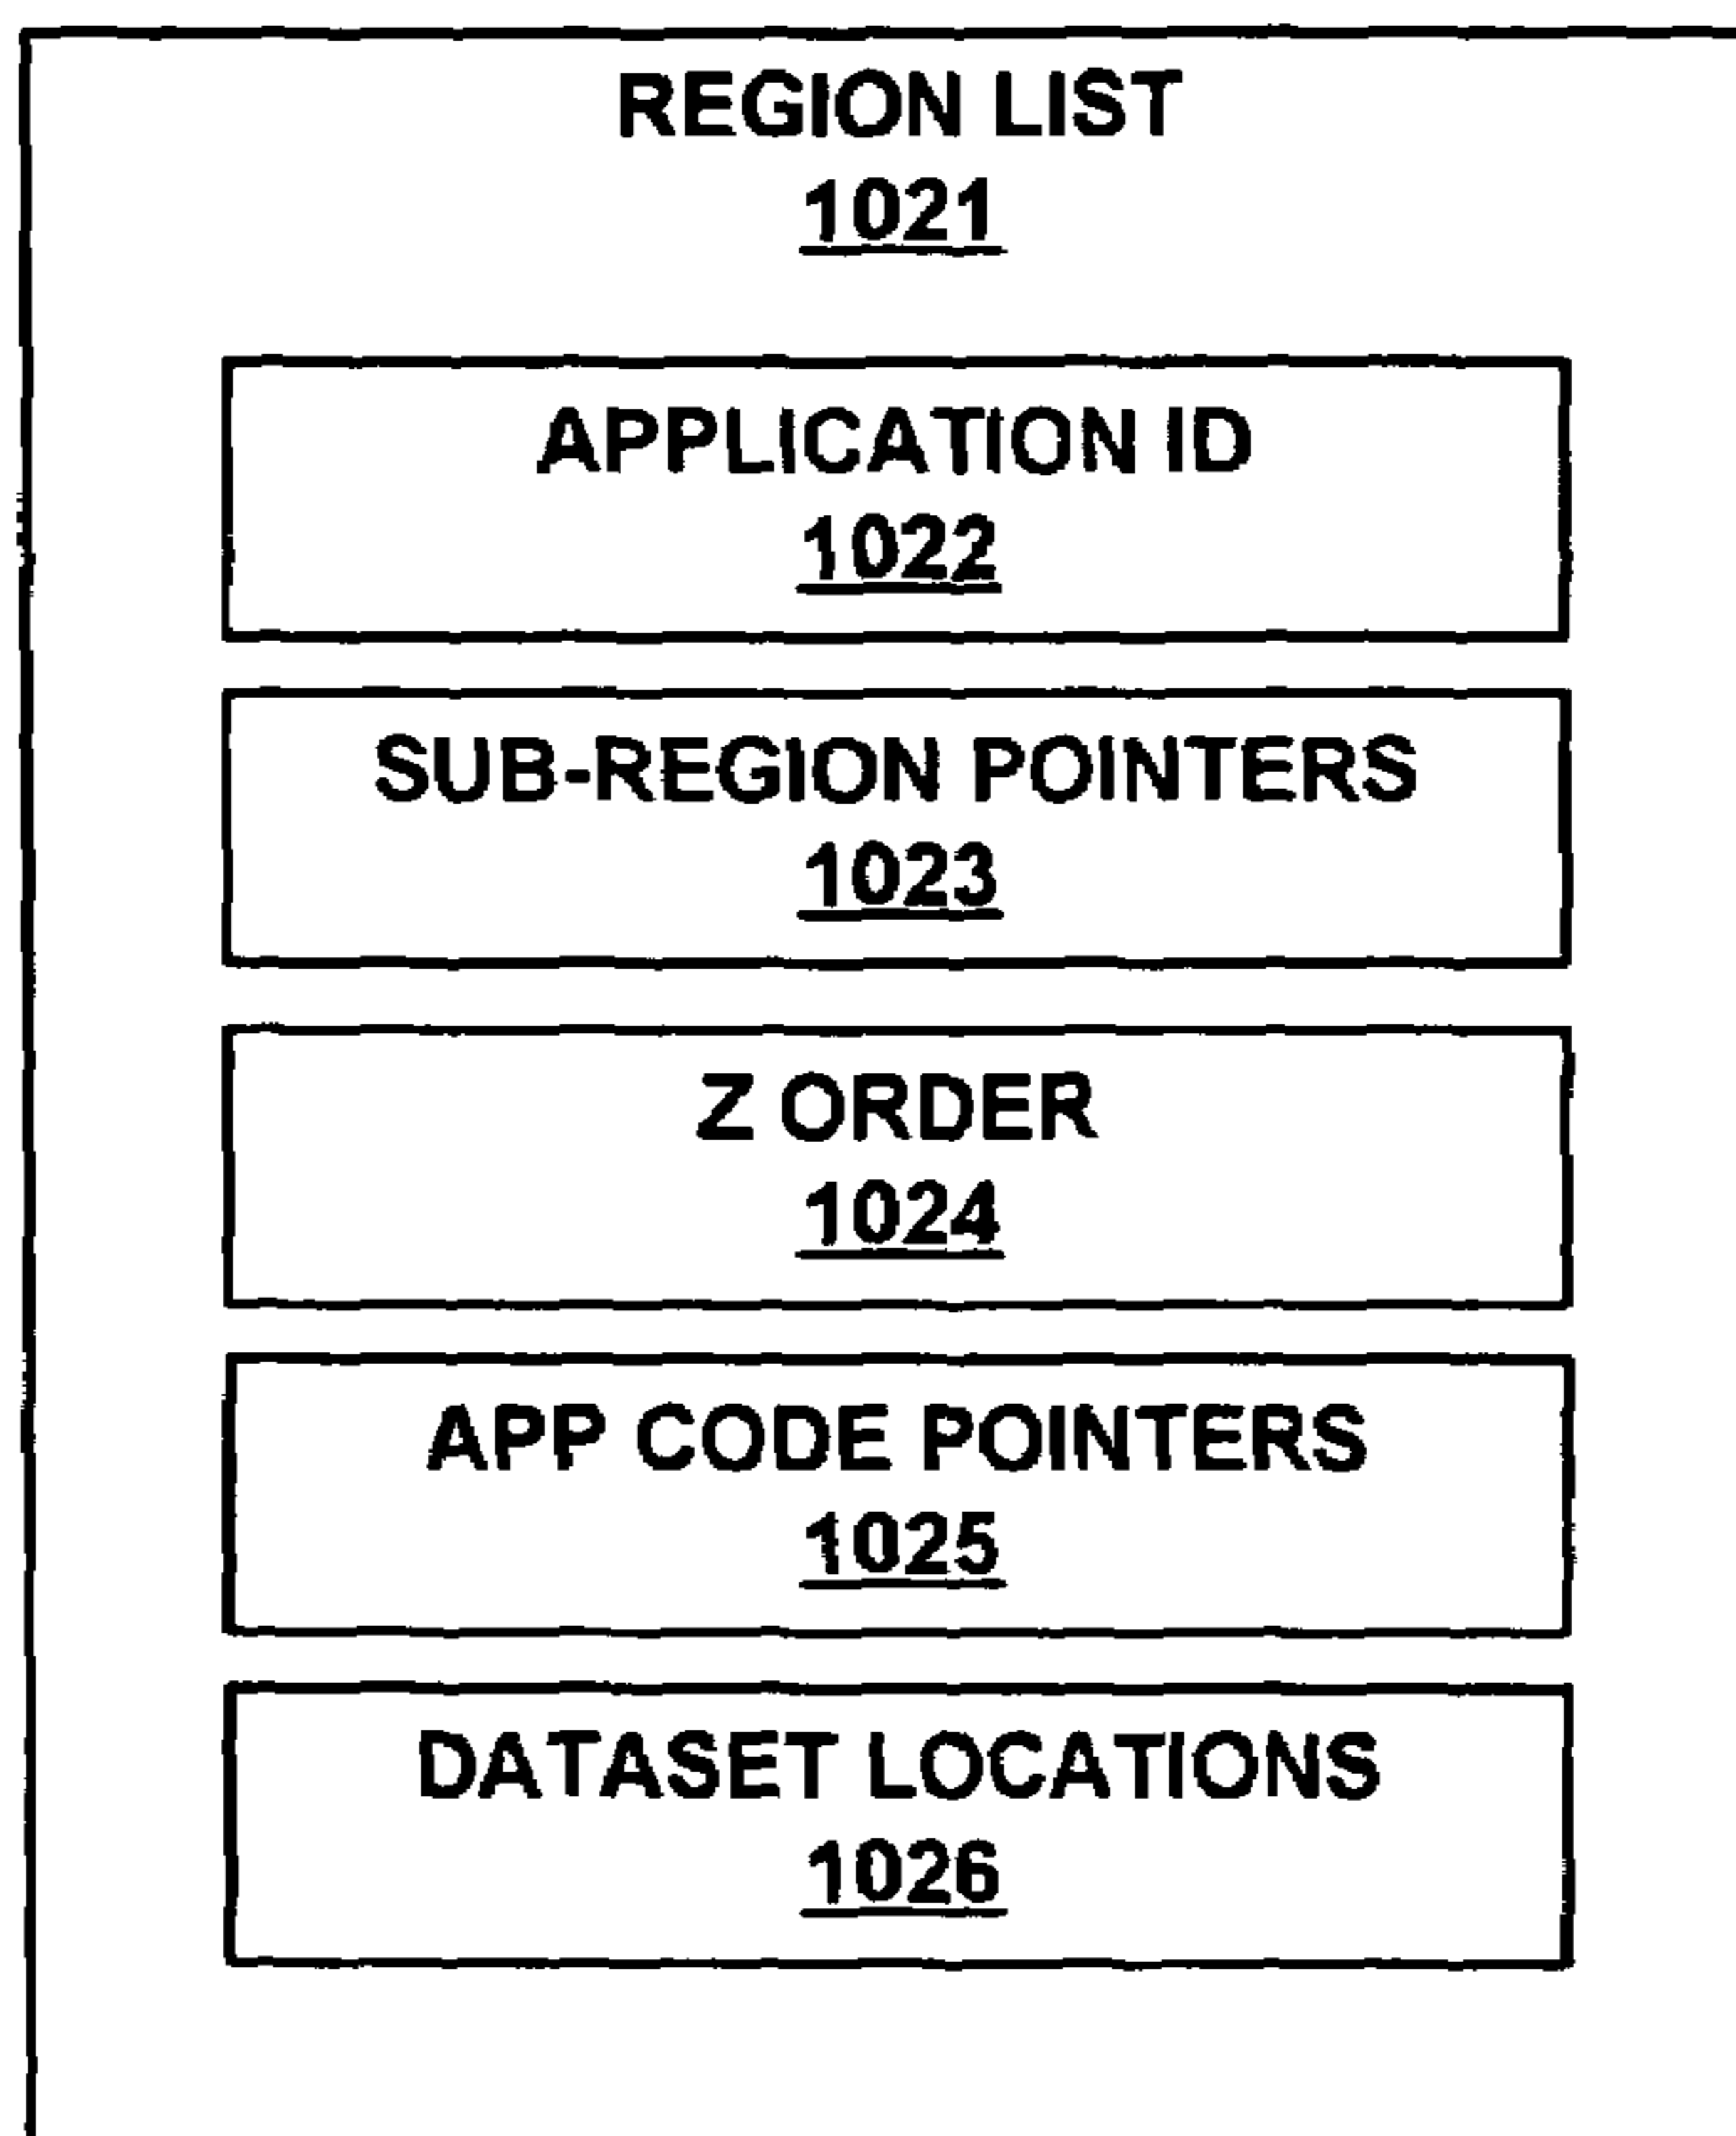 REGION LIST
1021
APPLICATION ID
1022
SUB-REGION POINTERS
1023
Z ORDER
1024
APP CODE POINTERS
1025
DATASET LOCATIONS
1026